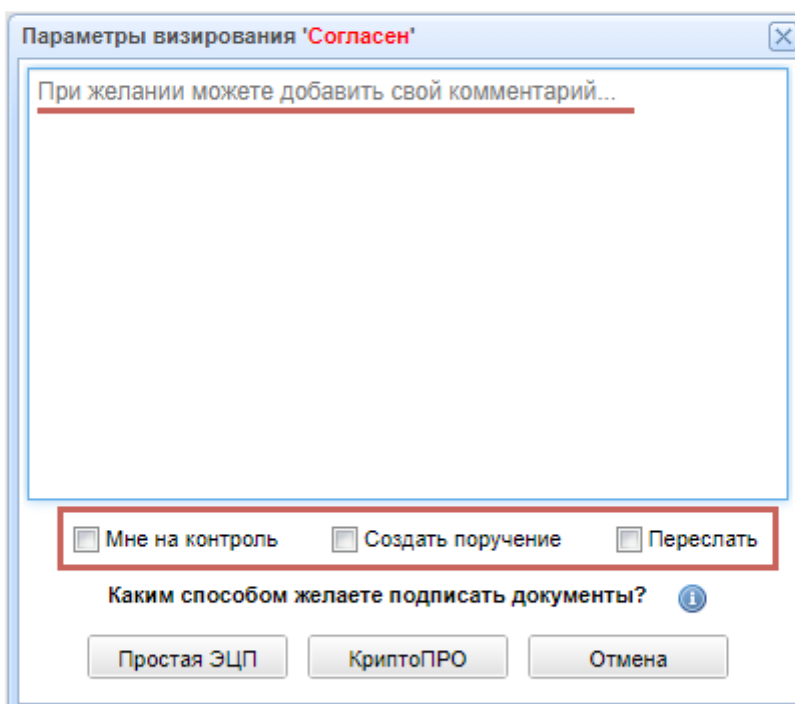 Параметры визирования 'Согласен'
При желании можете добавить свой комментарий...
Мне на контроль Создать поручение Переслать
Каким способом желаете подписать документы?
Простая ЭЦП КриптоПРО Отмена